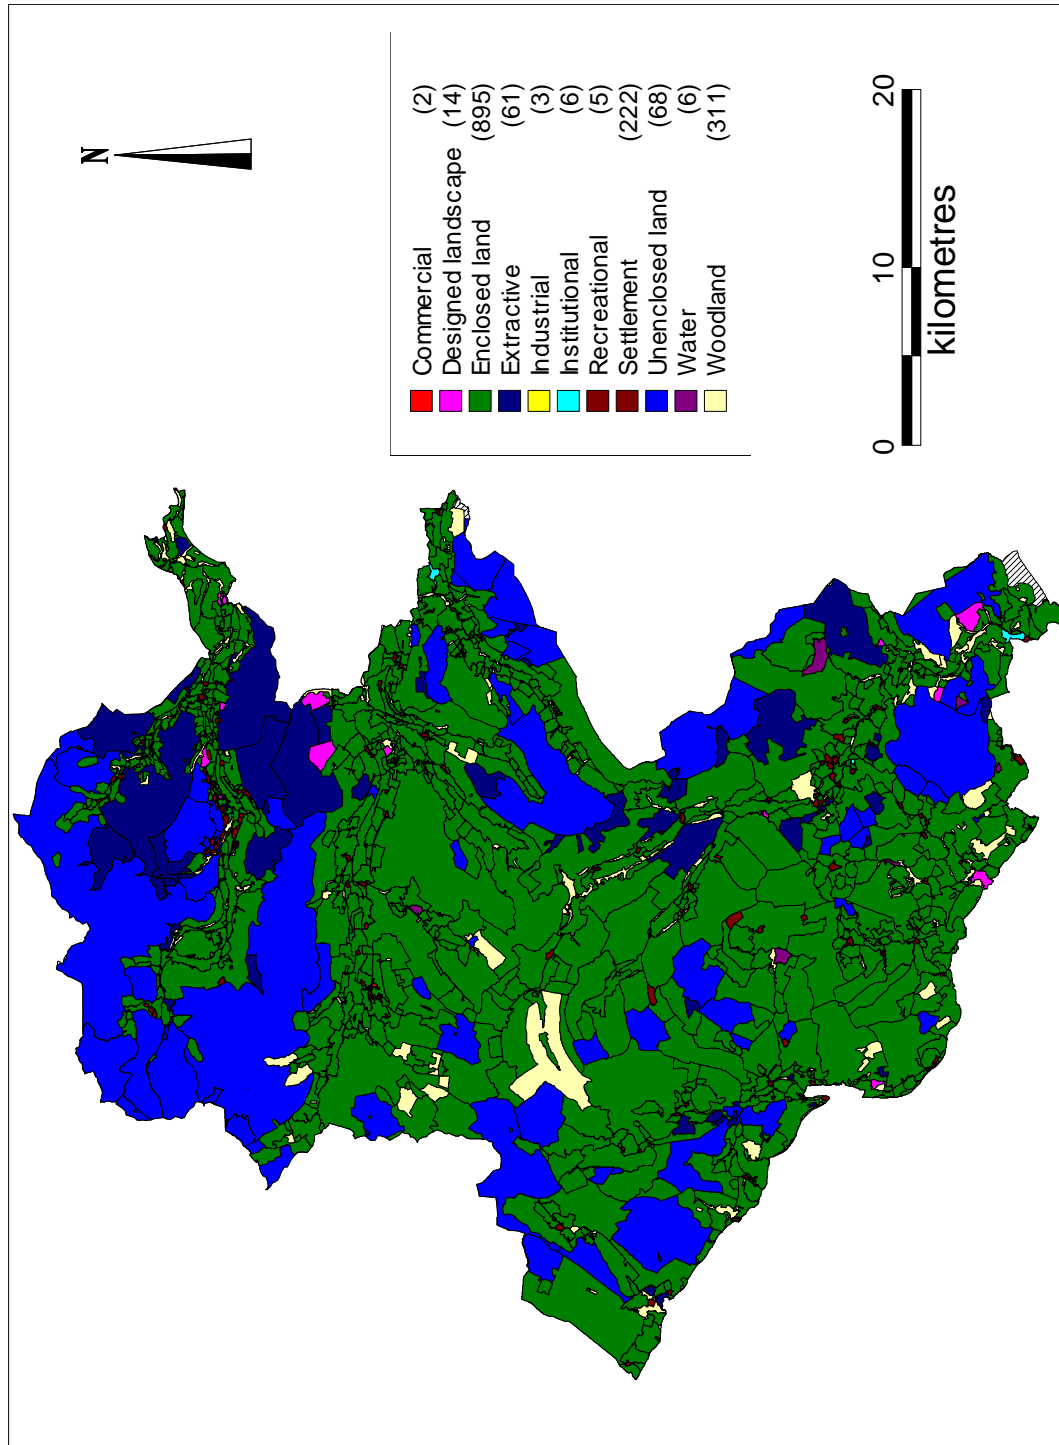 N
Commercial (2)
Designed landscape (14)
Enclosed land (895)
Extractive (61)
Industrial (3)
Institutional (6)
Recreational (5)
Settlement (222)
Unenclosed land (68)
Water (6)
Woodland (311)
0 10 20
kilometres